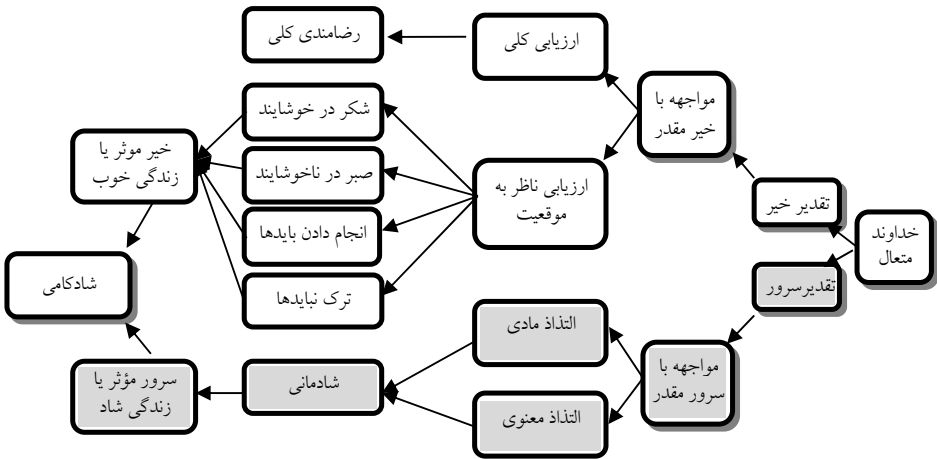 خداوند
متعال
تقدیر خیر
تقدیرسرور
مواجهه با
خیر مقدر
مواجهه با
سرور مقدر
ارزیابی کلی
ارزیابی ناظر به
موقعیت
التذاذ مادی
التذاذ معنوی
رضامندی کلی
شکر در خوشایند
صبر در ناخوشایند
انجام دادن بایدها
ترک نبایدها
شادمانی
خیر موثر یا
زندگی خوب
سرور مؤثر یا
زندگی شاد
شادکامی